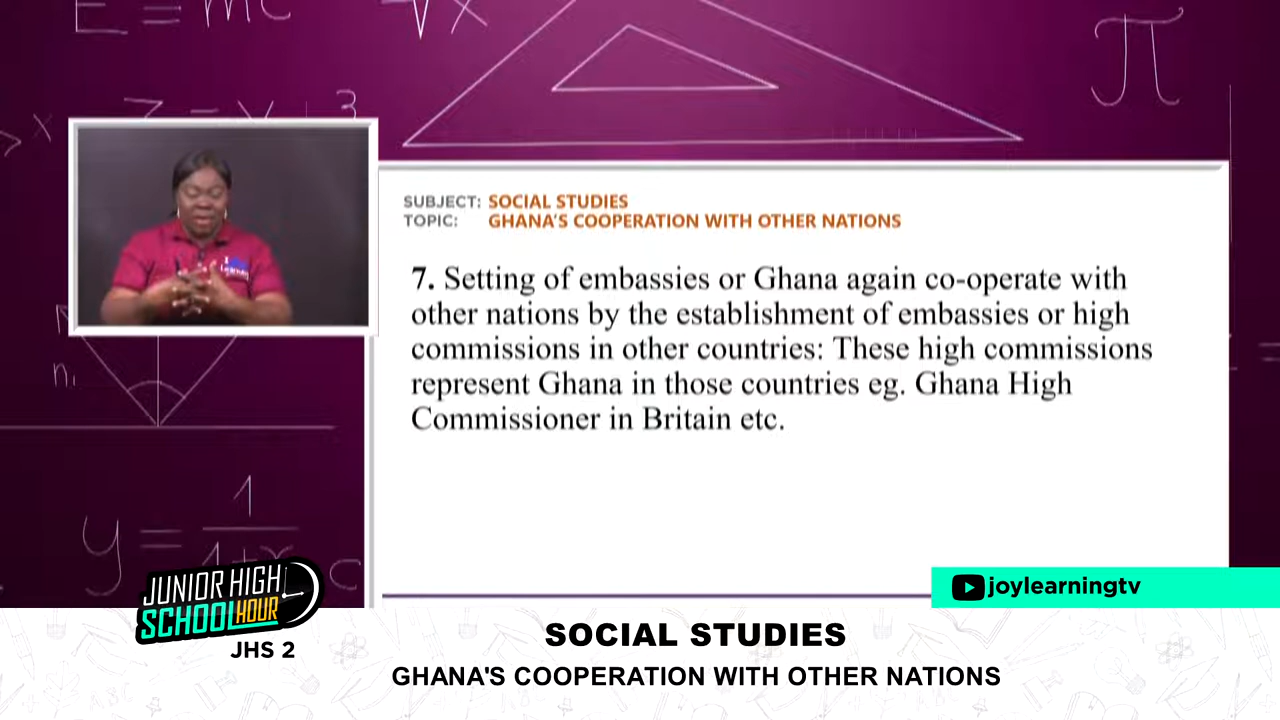 E = mc √x
π
SUBJECT: SOCIAL STUDIES
TOPIC: GHANA'S COOPERATION WITH OTHER NATIONS
7. Setting of embassies or Ghana again co-operate with
other nations by the establishment of embassies or high
commissions in other countries: These high commissions
represent Ghana in those countries eg. Ghana High
Commissioner in Britain etc.
JUNIOR HIGH
SCHOOL HOUR
JHS 2
joylearningtv
SOCIAL STUDIES
GHANA'S COOPERATION WITH OTHER NATIONS